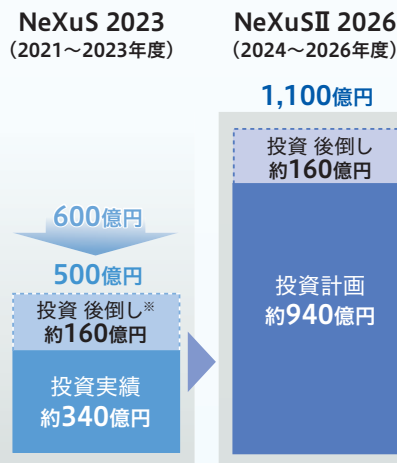 NeXuS 2023
（2021～2023年度）
600億円
500億円
投資 後倒し※
約160億円
投資実績
約340億円
NeXuSⅡ 2026
（2024～2026年度）
1,100億円
投資 後倒し
約160億円
投資計画
約940億円